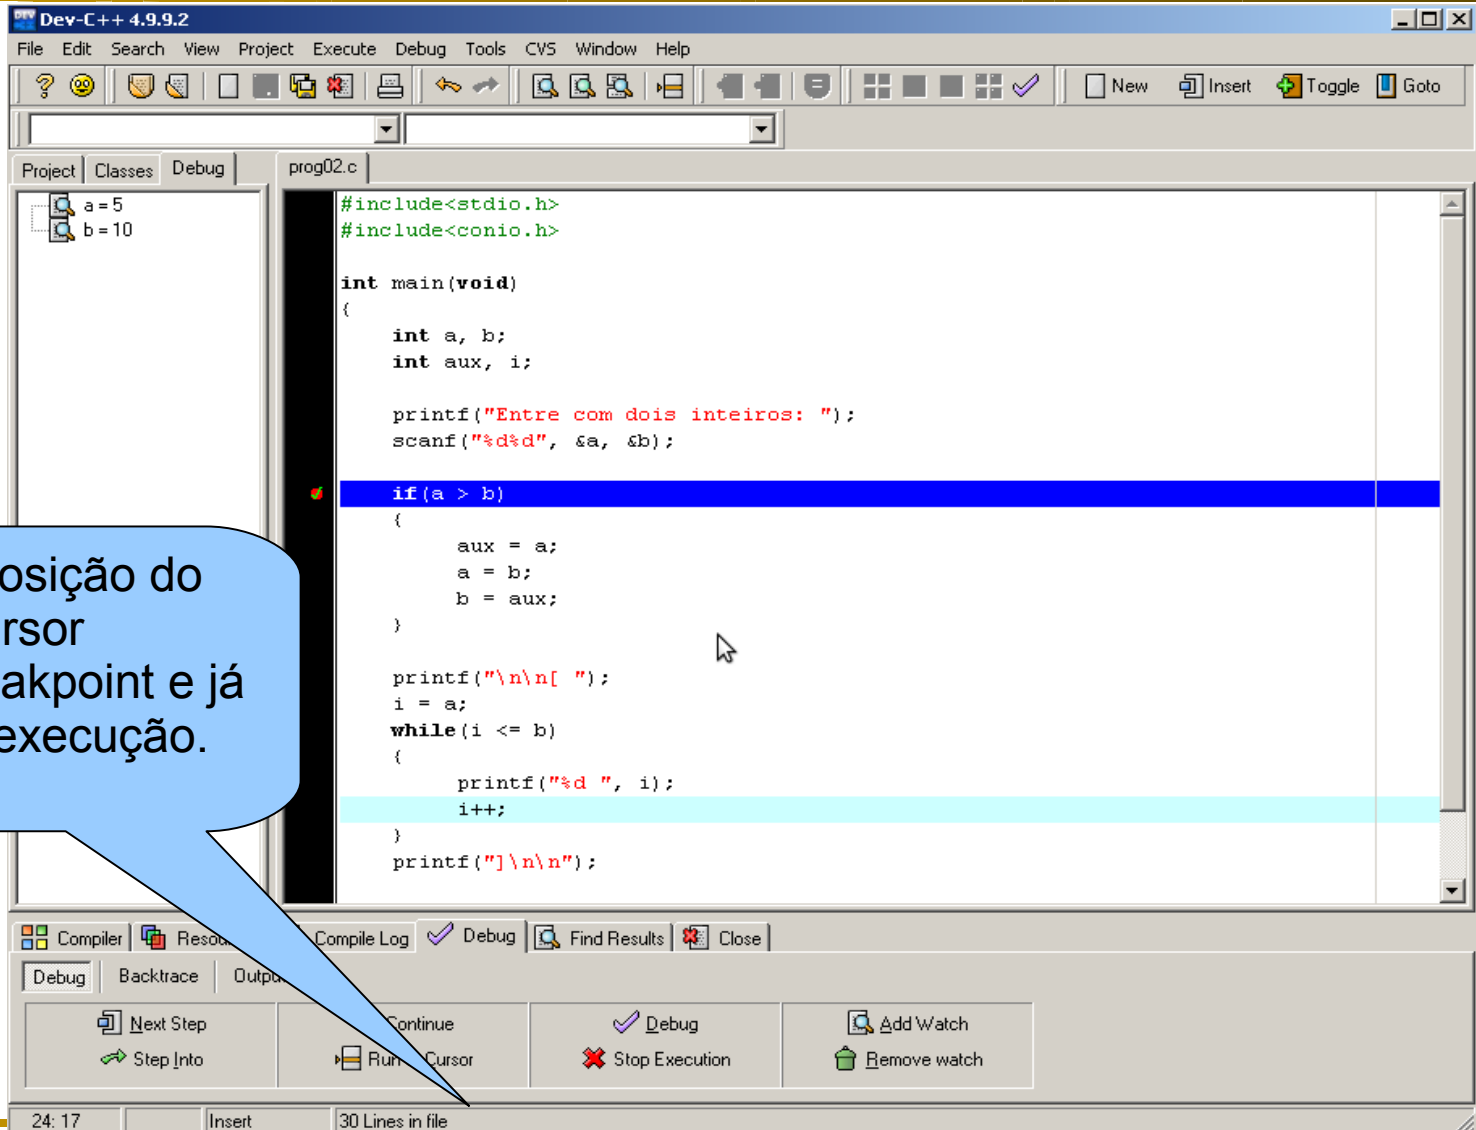 Dev-C++ 4.9.9.2
File Edit Search View Project Execute Debug Tools CVS Window Help
New Insert Toggle Goto
Project Classes Debug prog02.c
a = 5
b = 10
#include<stdio.h>
#include<conio.h>
int main(void)
{
int a, b;
int aux, i;
printf("Entre com dois inteiros: ");
scanf("%d%d", &a, &b);
if(a > b)
{
aux = a;
a = b;
b = aux;
}
printf("\n\n[ ");
i = a;
while(i <= b)
{
printf("%d ", i);
i++;
}
printf("]\n\n");
osição do
rsor
akpoint e já
execução.
Compiler Compile Log Debug Find Results Close
Debug Backtrace
Next Step Continue Debug Add Watch
Step Into Run Cursor Stop Execution Remove watch
24: 17 Insert 30 Lines in file